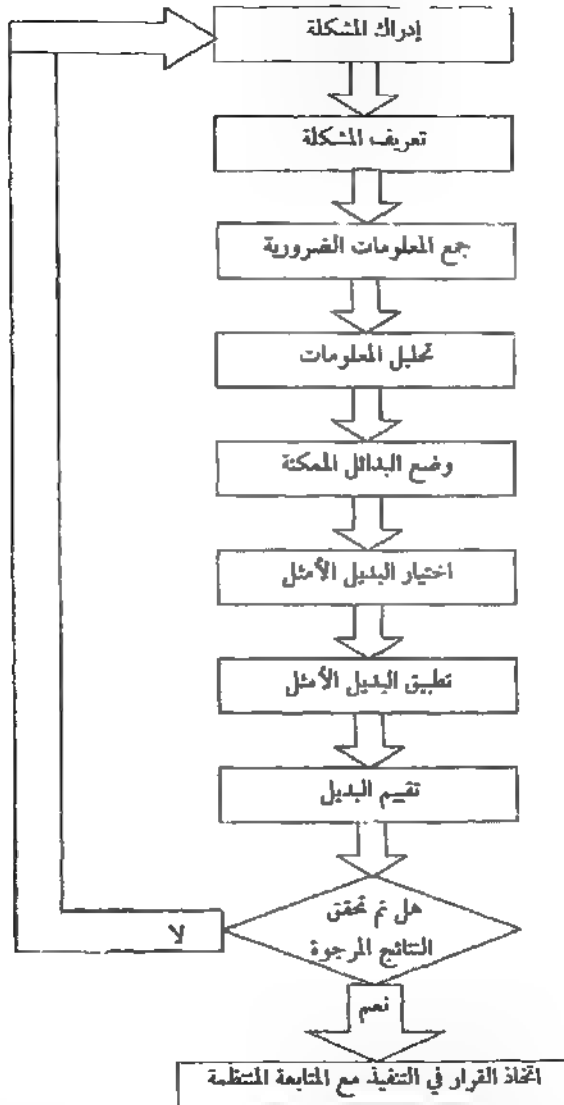 إدراك المشكلة
تعريف المشكلة
جمع المعلومات الضرورية
تحليل المعلومات
وضع البدائل الممكنة
اختيار البديل الأمثل
تطبيق البديل الأمثل
تقييم البديل
هل تم تحقق
النتائج المرجوة
لا
نعم
اتخاذ القرار في التنفيذ مع المتابعة المنتظمة